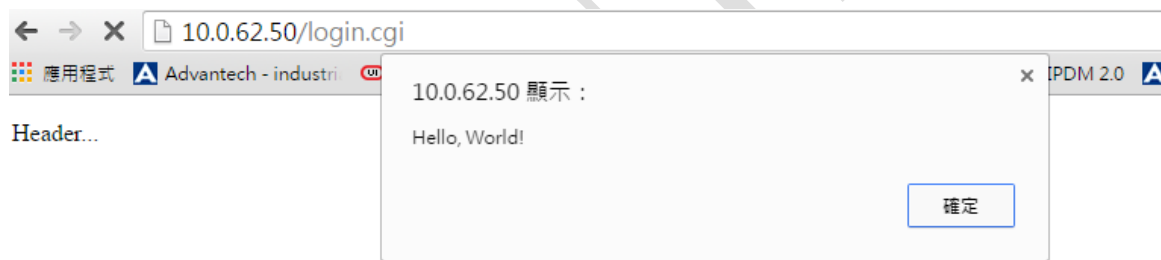 10.0.62.50/login.cgi
應用程式 Advantech - industri IPDM 2.0
10.0.62.50 顯示：
Header...
Hello, World!
確定